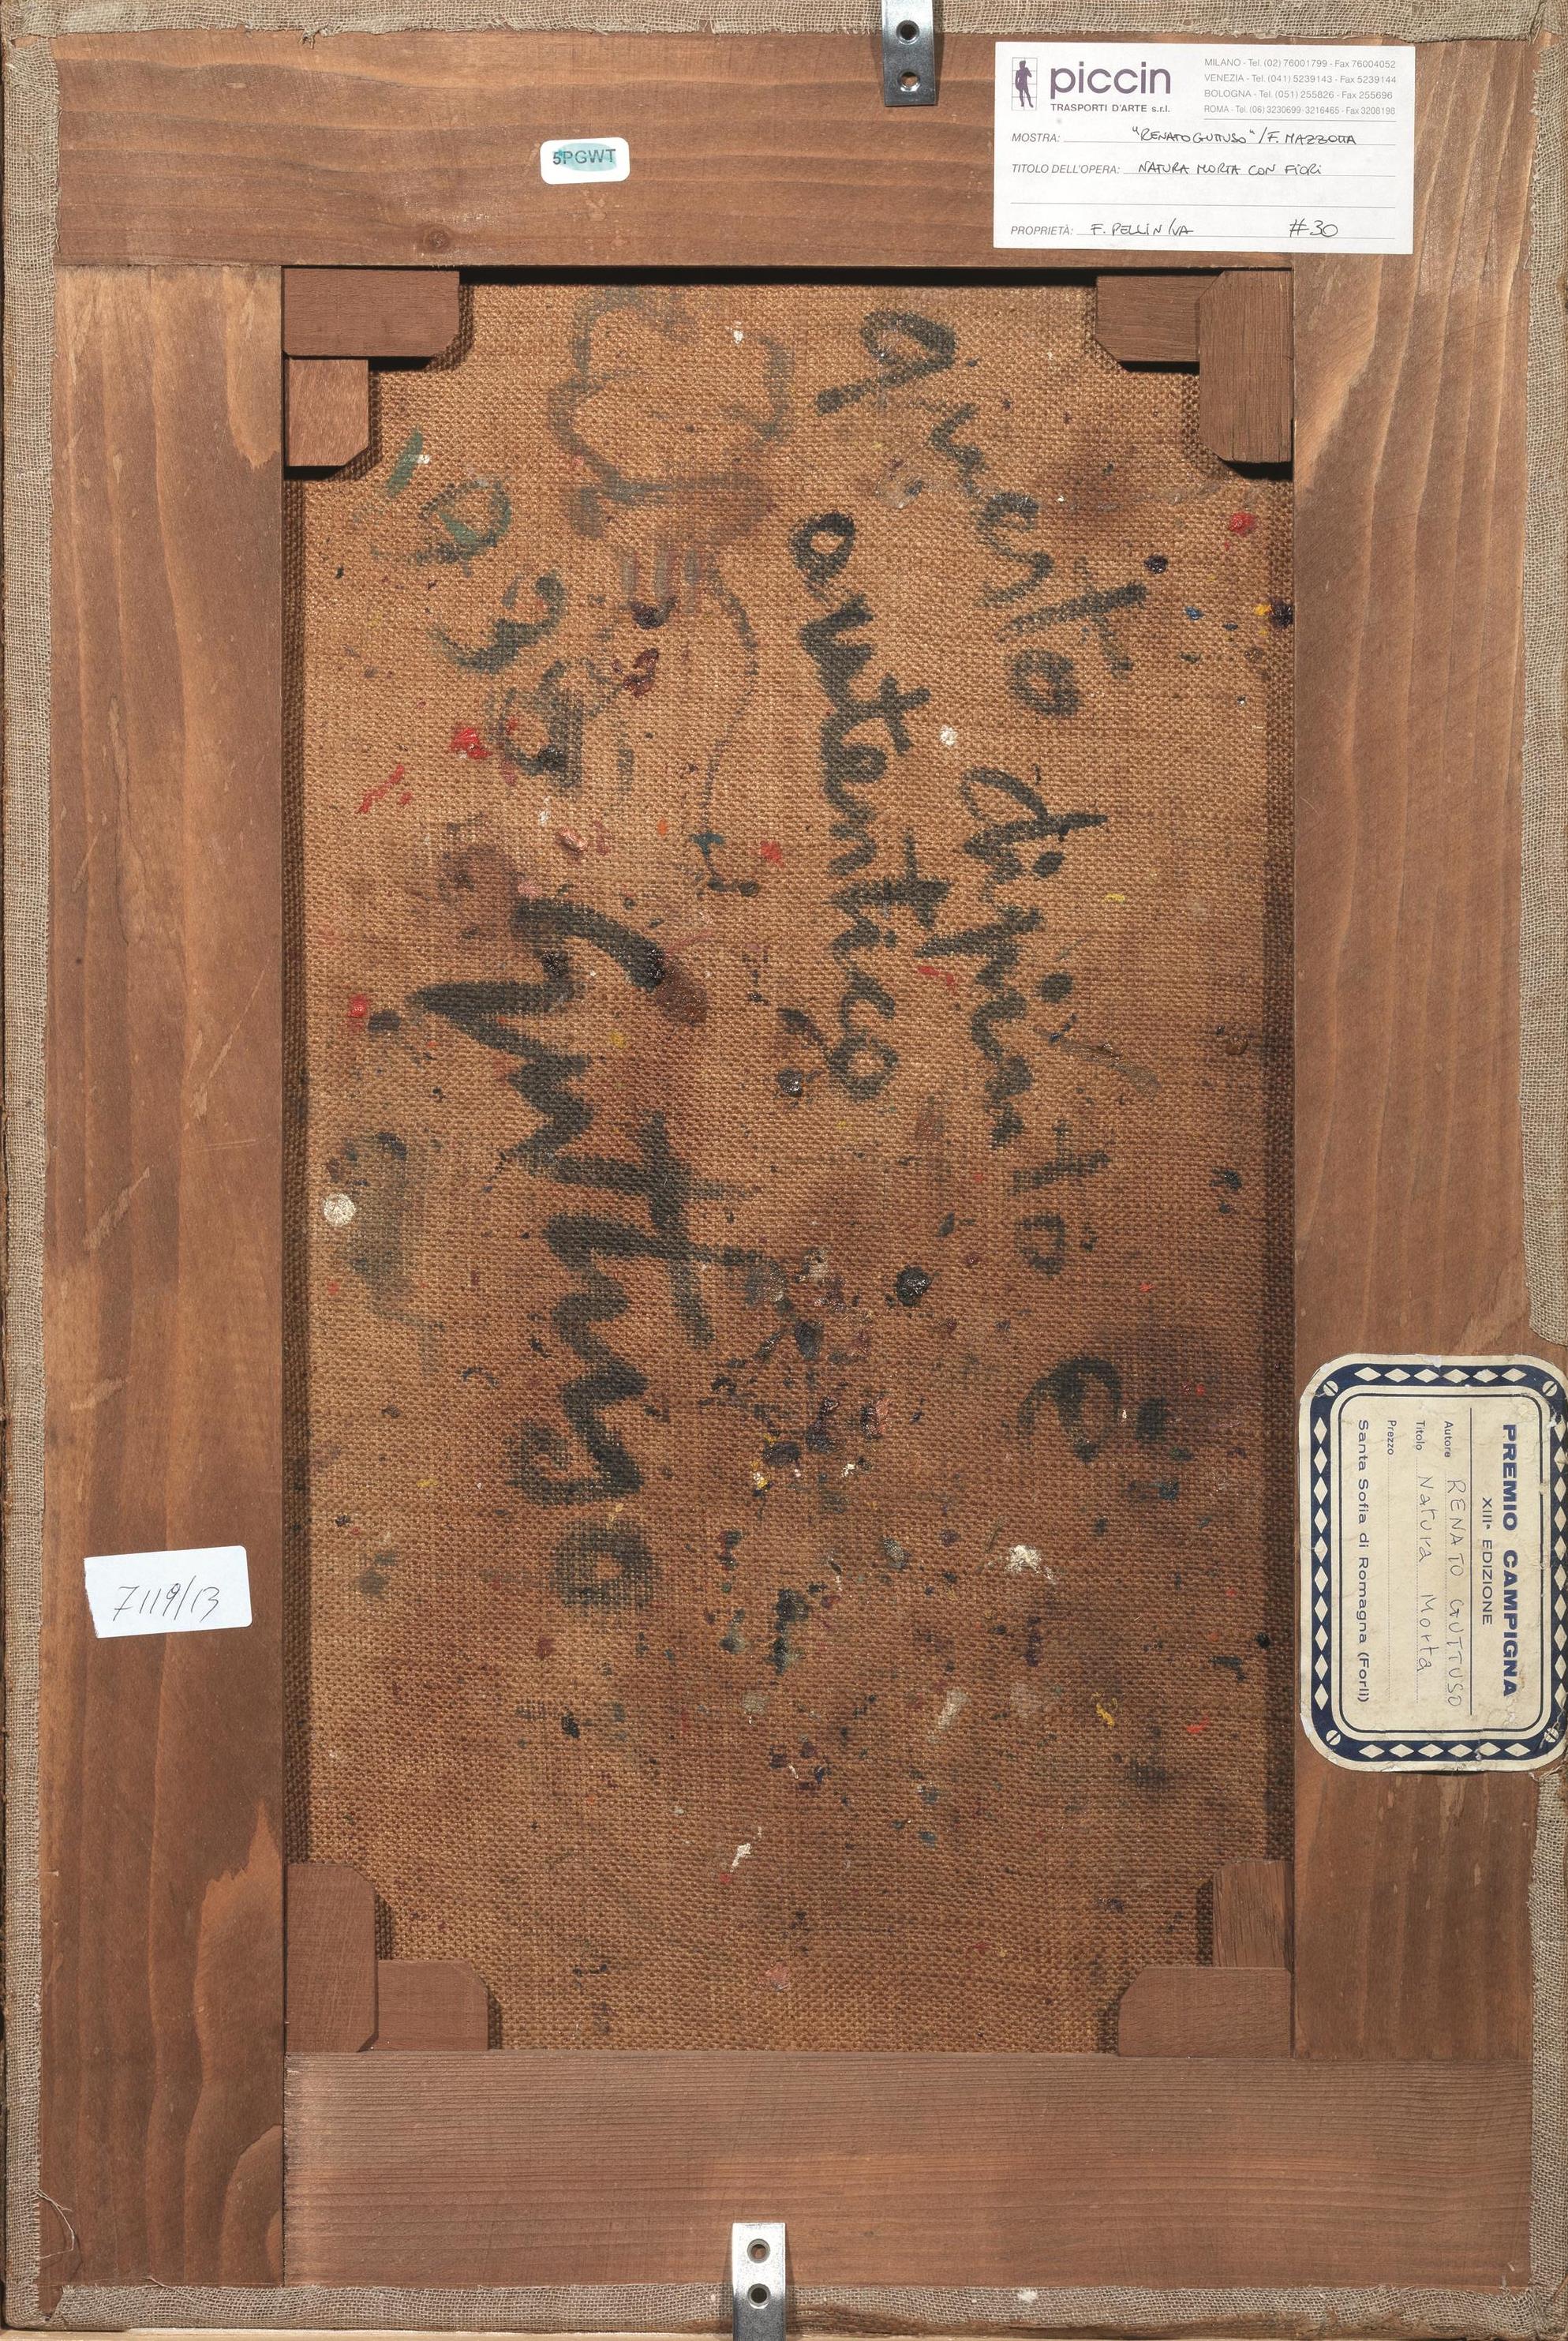 5PGWT
piccin
TRASPORTI D'ARTE s.r.l.
MILANO - Tel. (02) 76001799 - Fax 76004052
VENEZIA - Tel. (041) 5239143 - Fax 5239144
BOLOGNA - Tel. (051) 255826 - Fax 255696
ROMA - Tel. (06) 3230699 - 3216465 - Fax 3208198
MOSTRA: "RENATO GUTTUSO" / F. MAZZOTTA
TITOLO DELL'OPERA: NATURA MORTA CON FIORI
PROPRIETÀ: F. PELLIN / VA #30
Questo dipinto è
autentico
Guttuso
PREMIO CAMPIGNA
XIIIª EDIZIONE
Autore RENATO GUTTUSO
Titolo Natura Morta
Prezzo
Santa Sofia di Romagna (Forlì)
7119/13